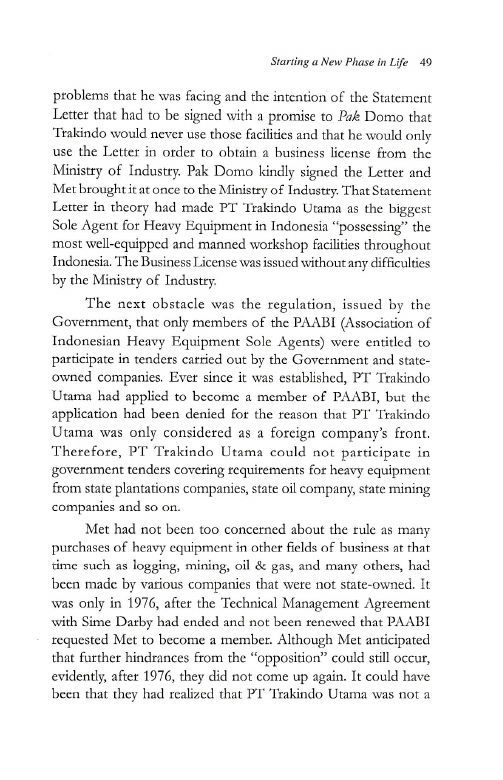 Starting a New Phase in Life 49
problems that he was facing and the intention of the Statement
Letter that had to be signed with a promise to Pak Domo that
Trakindo would never use those facilities and that he would only
use the Letter in order to obtain a business license from the
Ministry of Industry. Pak Domo kindly signed the Letter and
Met brought it at once to the Ministry of Industry. That Statement
Letter in theory had made PT Trakindo Utama as the biggest
Sole Agent for Heavy Equipment in Indonesia “possessing” the
most well-equipped and manned workshop facilities throughout
Indonesia. The Business License was issued without any difficulties
by the Ministry of Industry.
The next obstacle was the regulation, issued by the
Government, that only members of the PAABI (Association of
Indonesian Heavy Equipment Sole Agents) were entitled to
participate in tenders carried out by the Government and state-
owned companies. Ever since it was established, PT Trakindo
Utama had applied to become a member of PAABI, but the
application had been denied for the reason that PT Trakindo
Utama was only considered as a foreign company’s front.
Therefore, PT Trakindo Utama could not participate in
government tenders covering requirements for heavy equipment
from state plantations companies, state oil company, state mining
companies and so on.
Met had not been too concerned about the rule as many
purchases of heavy equipment in other fields of business at that
time such as logging, mining, oil & gas, and many others, had
been made by various companies that were not state-owned. It
was only in 1976, after the Technical Management Agreement
with Sime Darby had ended and not been renewed that PAABI
requested Met to become a member. Although Met anticipated
that further hindrances from the “opposition” could still occur,
evidently, after 1976, they did not come up again. It could have
been that they had realized that PT Trakindo Utama was not a